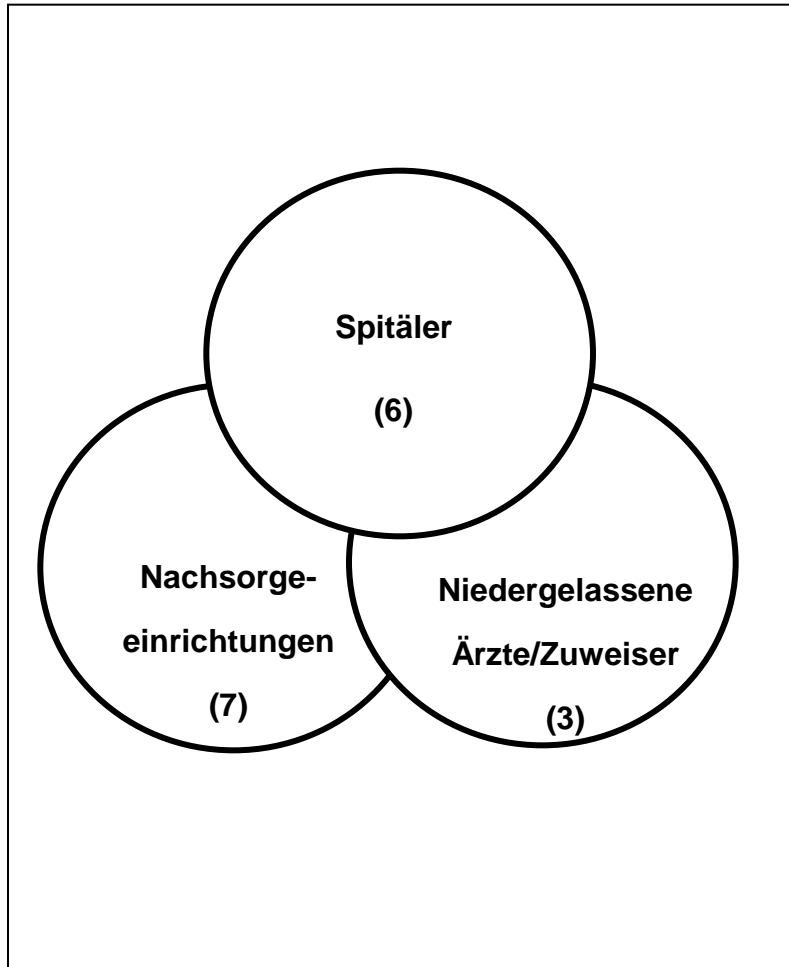 Spitäler
(6)
Nachsorge-
einrichtungen
(7)
Niedergelassene
Ärzte/Zuweiser
(3)